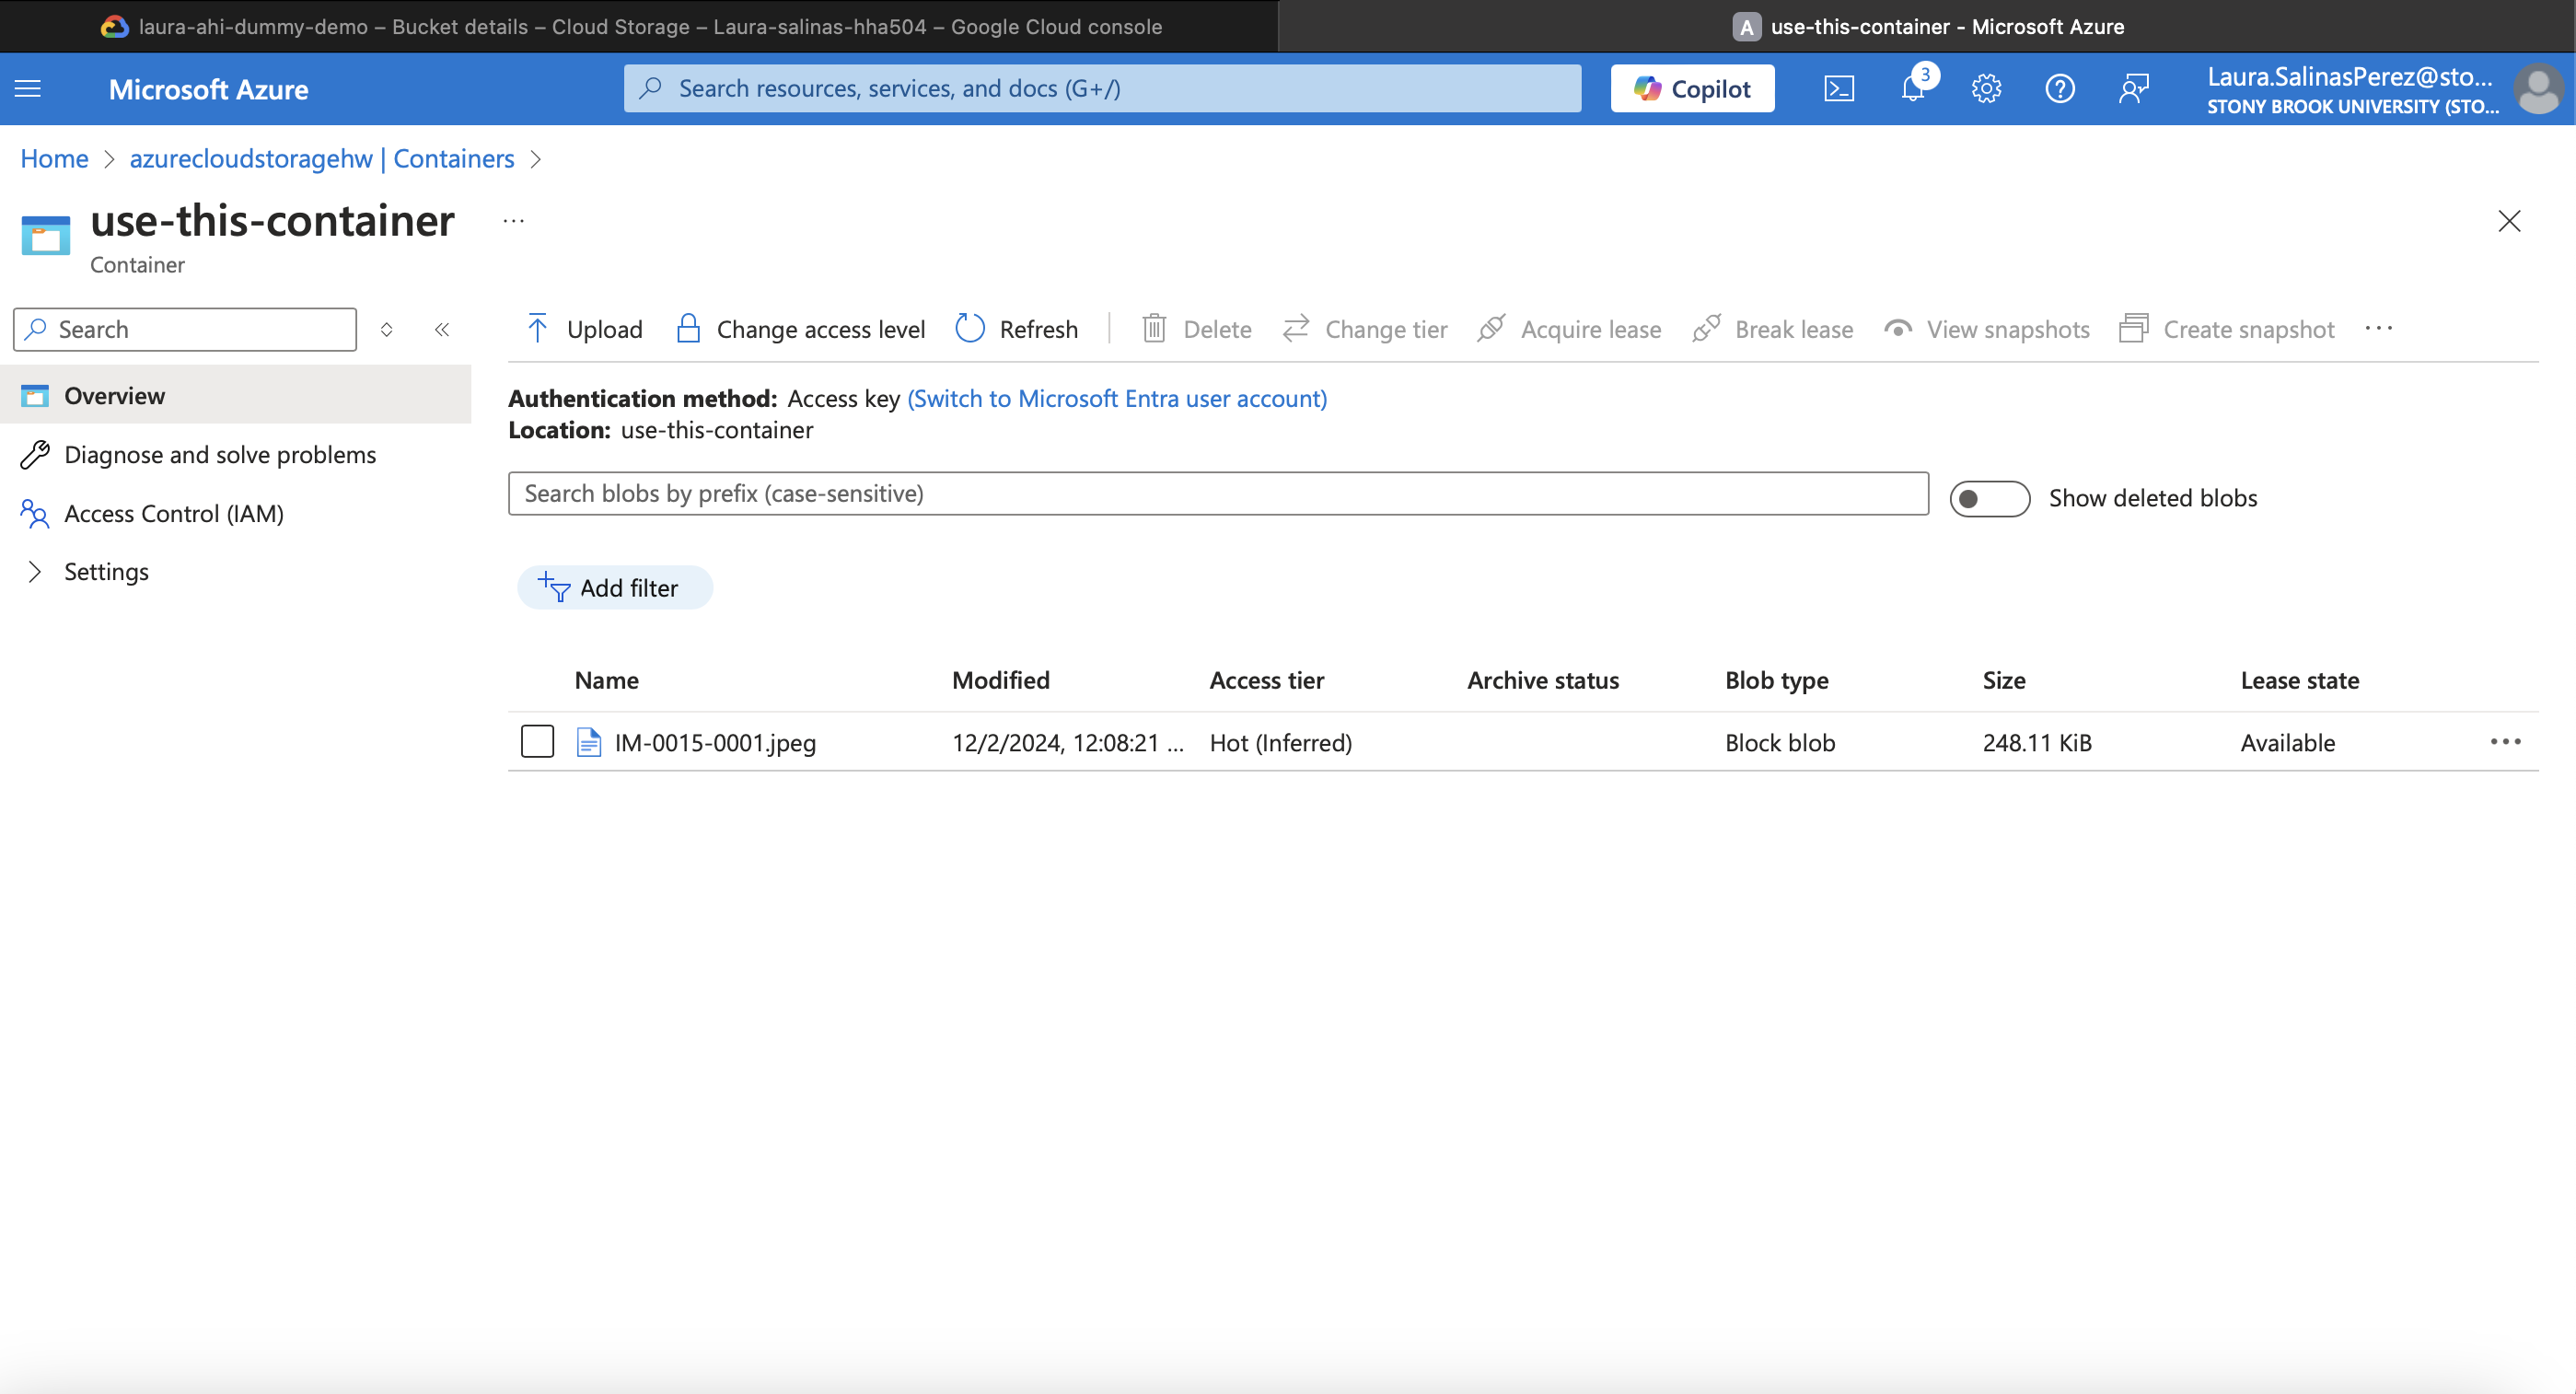 laura-ahi-dummy-demo – Bucket details – Cloud Storage – Laura-salinas-hha504 – Google Cloud console
A use-this-container - Microsoft Azure
Microsoft Azure
Search resources, services, and docs (G+/)
Copilot
3
Laura.SalinasPerez@sto...
STONY BROOK UNIVERSITY (STO...
Home > azurecloudstoragehw | Containers >
use-this-container ...
Container
Search
Upload Change access level Refresh Delete Change tier Acquire lease Break lease View snapshots Create snapshot ...
Overview
Diagnose and solve problems
Access Control (IAM)
Settings
Authentication method: Access key (Switch to Microsoft Entra user account)
Location: use-this-container
Search blobs by prefix (case-sensitive)
Show deleted blobs
Add filter
Name Modified Access tier Archive status Blob type Size Lease state
IM-0015-0001.jpeg 12/2/2024, 12:08:21 ... Hot (Inferred) Block blob 248.11 KiB Available ...